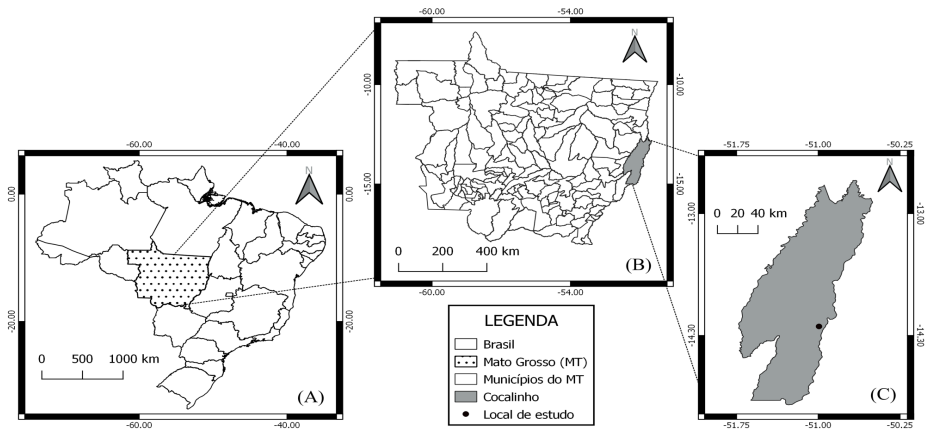 -60.00 -40.00
N
0.00 0.00
-20.00 -20.00
0 500 1000 km
(A)
-60.00 -40.00
-60.00 -54.00
N
-10.00 -10.00
-15.00 -15.00
0 200 400 km
(B)
-60.00 -54.00
LEGENDA
Brasil
Mato Grosso (MT)
Municípios do MT
Cocalinho
Local de estudo
-51.75 -51.00 -50.25
N
-13.00 -13.00
0 20 40 km
-14.30 -14.30
(C)
-51.75 -51.00 -50.25